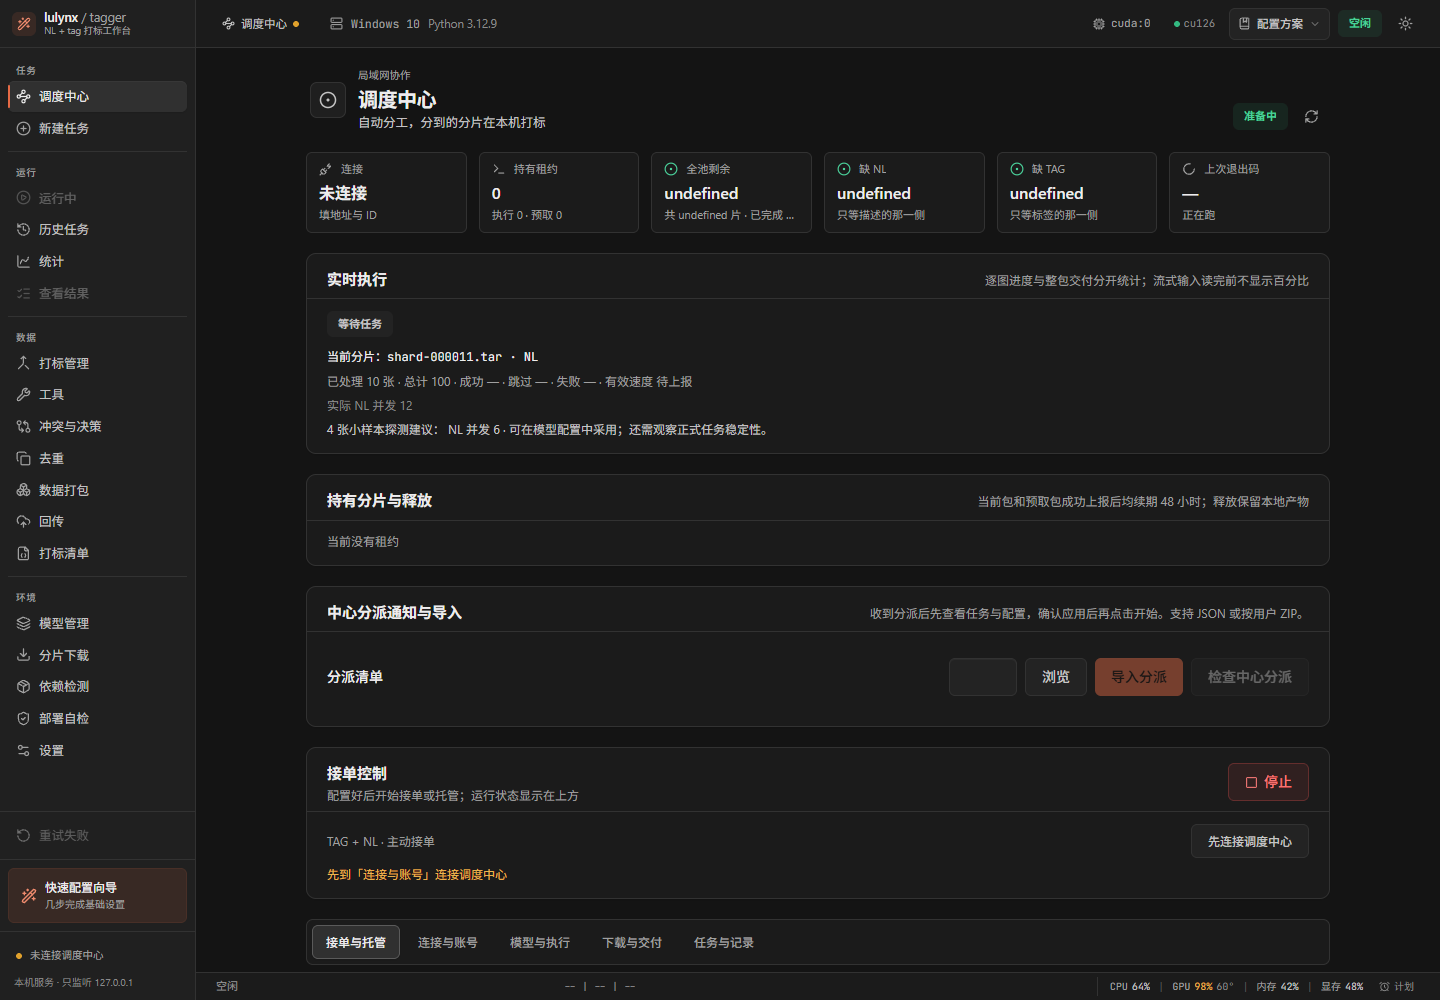 lulynx / tagger
NL + tag 打标工作台
调度中心
Windows 10 Python 3.12.9
cuda:0
cu126
配置方案
空闲
任务
调度中心
新建任务
运行
运行中
历史任务
统计
查看结果
数据
打标管理
工具
冲突与决策
去重
数据打包
回传
打标清单
环境
模型管理
分片下载
依赖检测
部署自检
设置
重试失败
快速配置向导
几步完成基础设置
未连接调度中心
本机服务 · 只监听 127.0.0.1
局域网协作
调度中心
自动分工，分到的分片在本机打标
准备中
连接
未连接
填地址与 ID
持有租约
0
执行 0 · 预取 0
全池剩余
undefined
共 undefined 片 · 已完成 ...
缺 NL
undefined
只等描述的那一侧
缺 TAG
undefined
只等标签的那一侧
上次退出码
—
正在跑
实时执行
逐图进度与整包交付分开统计；流式输入读完前不显示百分比
等待任务
当前分片：shard-000011.tar · NL
已处理 10 张 · 总计 100 · 成功 — · 跳过 — · 失败 — · 有效速度 待上报
实际 NL 并发 12
4 张小样本探测建议： NL 并发 6 · 可在模型配置中采用；还需观察正式任务稳定性。
持有分片与释放
当前包和预取包成功上报后均续期 48 小时；释放保留本地产物
当前没有租约
中心分派通知与导入
收到分派后先查看任务与配置，确认应用后再点击开始。支持 JSON 或按用户 ZIP。
分派清单
浏览
导入分派
检查中心分派
接单控制
配置好后开始接单或托管；运行状态显示在上方
停止
TAG + NL · 主动接单
先连接调度中心
先到「连接与账号」连接调度中心
接单与托管
连接与账号
模型与执行
下载与交付
任务与记录
空闲
-- | -- | --
CPU 64% | GPU 98% 60° | 内存 42% | 显存 48%
计划